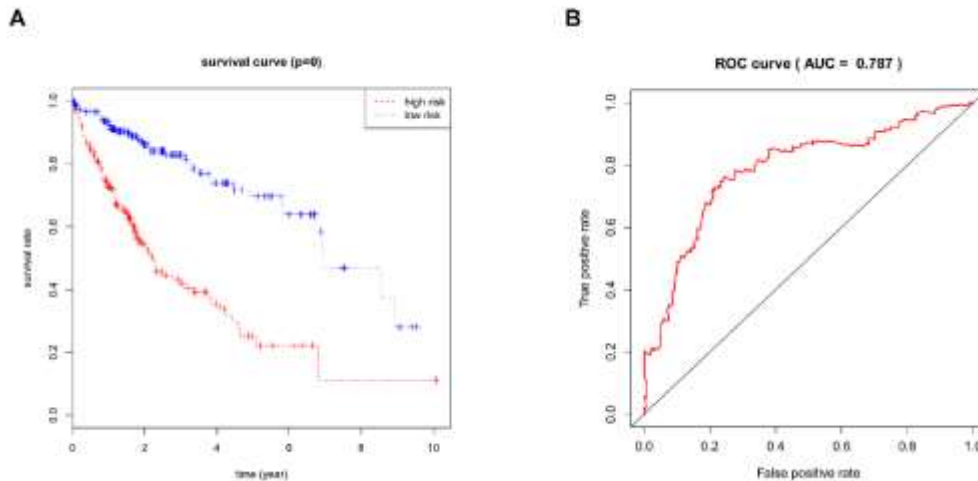 A
survival curve (p=0)
high risk
low risk
survival rate
0.0 0.2 0.4 0.6 0.8 1.0
0 2 4 6 8 10
time (year)
B
ROC curve ( AUC = 0.787 )
True positive rate
0.0 0.2 0.4 0.6 0.8 1.0
0.0 0.2 0.4 0.6 0.8 1.0
False positive rate